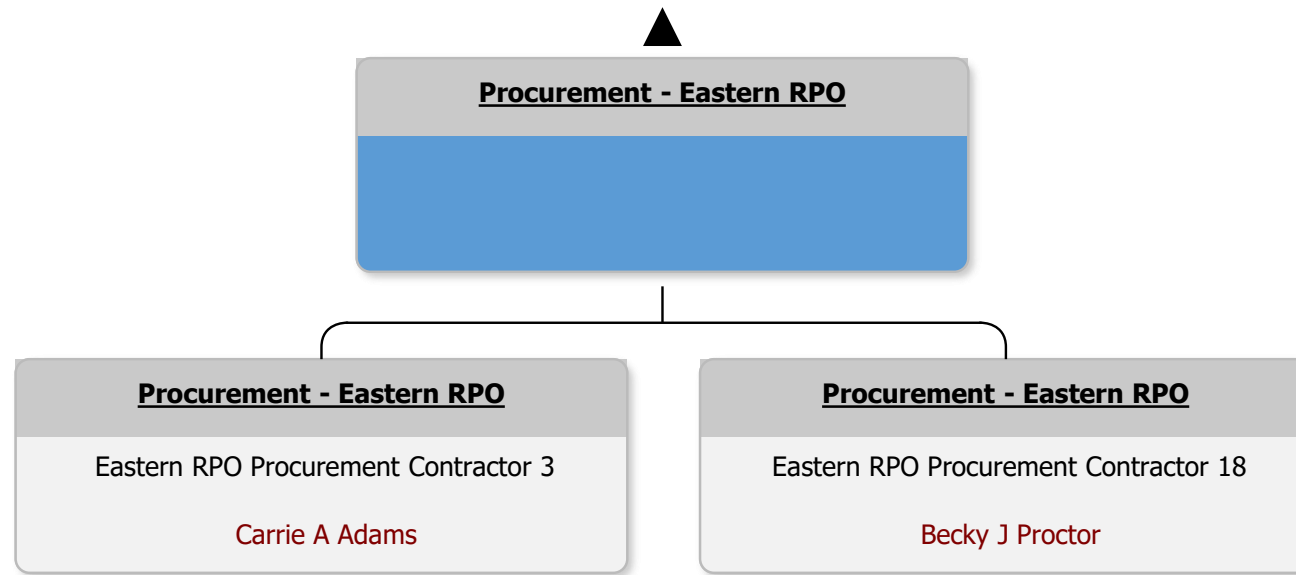 Procurement - Eastern RPO
Procurement - Eastern RPO
Eastern RPO Procurement Contractor 3
Carrie A Adams
Procurement - Eastern RPO
Eastern RPO Procurement Contractor 18
Becky J Proctor